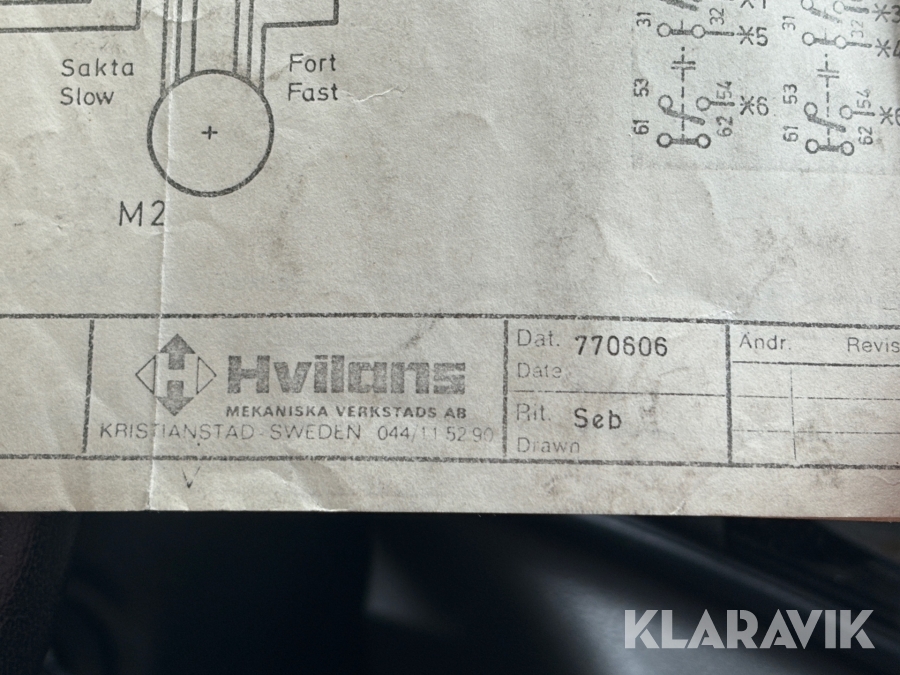 Sakta
Slow
Fort
Fast
M2
31
32
*5
53
54
*6
61
62
31
32
53
54
61
62
H Hvilans
MEKANISKA VERKSTADS AB
KRISTIANSTAD-SWEDEN 044/11 52 90
Dat. 770606
Date
Rit. Seb
Drawn
Ändr. Revis
KLARAVIK